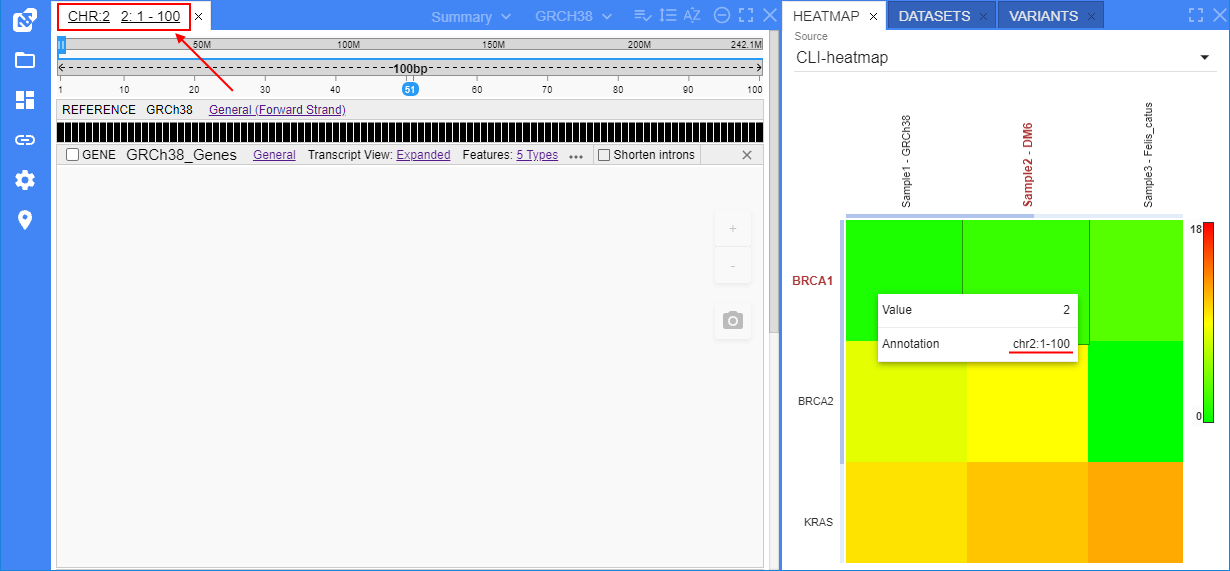 CHR:2 2: 1 - 100
Summary GRCH38
50M 100M 150M 200M 242.1M
100bp
1 10 20 30 40 51 60 70 80 90 100
REFERENCE GRCh38 General (Forward Strand)
GENE GRCh38_Genes General Transcript View: Expanded Features: 5 Types ••• Shorten introns
+
-
HEATMAP DATASETS VARIANTS
Source
CLI-heatmap
Sample1 - GRCh38
Sample2 - DM6
Sample3 - Felis_catus
18
BRCA1
Value 2
Annotation chr2:1-100
BRCA2
0
KRAS